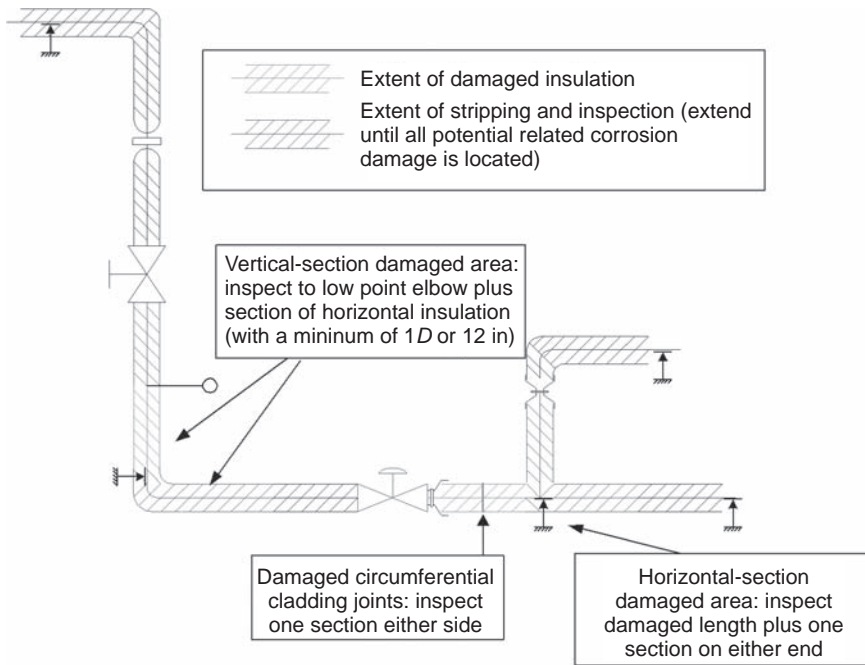 Extent of damaged insulation
Extent of stripping and inspection (extend
until all potential related corrosion
damage is located)
Vertical-section damaged area:
inspect to low point elbow plus
section of horizontal insulation
(with a mininum of 1D or 12 in)
Damaged circumferential
cladding joints: inspect
one section either side
Horizontal-section
damaged area: inspect
damaged length plus one
section on either end